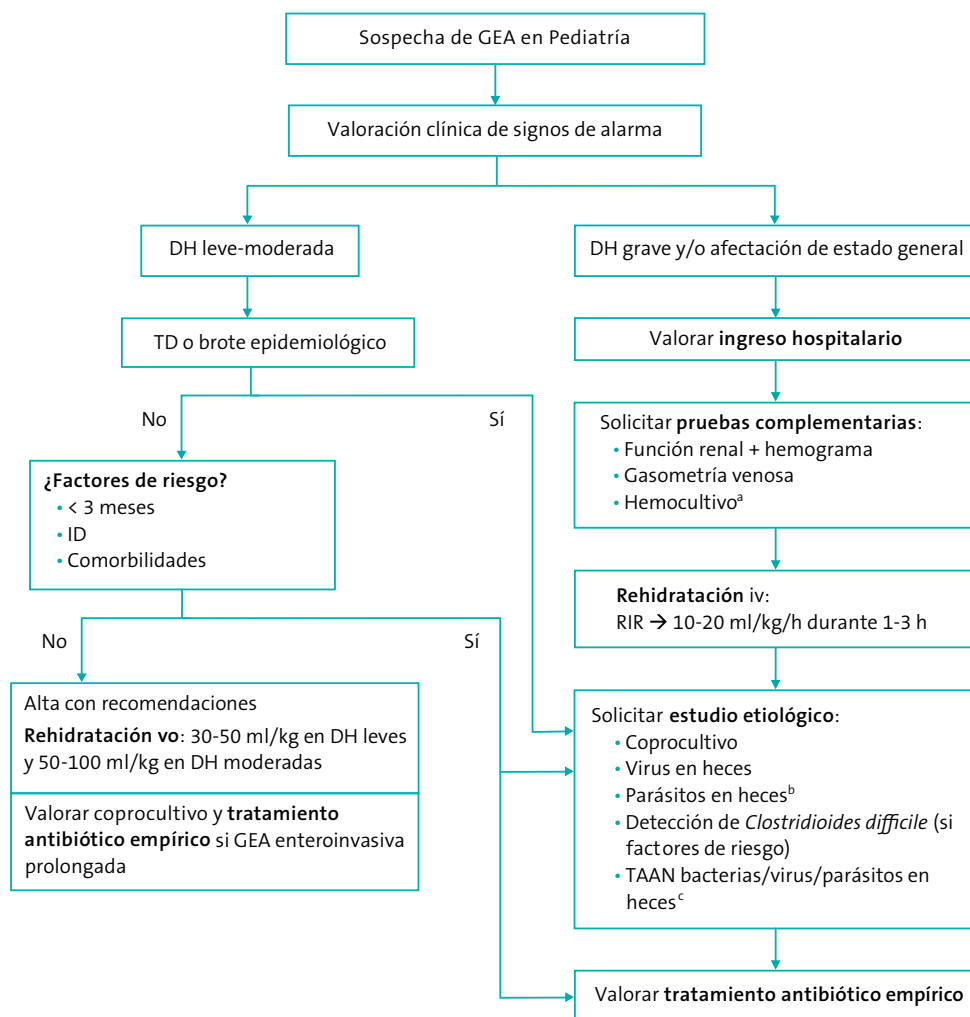 Sospecha de GEA en Pediatría
Valoración clínica de signos de alarma
DH leve-moderada
DH grave y/o afectación de estado general
TD o brote epidemiológico
Valorar ingreso hospitalario
No
Sí
Solicitar pruebas complementarias:
• Función renal + hemograma
• Gasometría venosa
• Hemocultivoᵃ
¿Factores de riesgo?
• < 3 meses
• ID
• Comorbilidades
Rehidratación iv:
RIR → 10-20 ml/kg/h durante 1-3 h
No
Sí
Alta con recomendaciones
Rehidratación vo: 30-50 ml/kg en DH leves
y 50-100 ml/kg en DH moderadas
Valorar coprocultivo y tratamiento
antibiótico empírico si GEA enteroinvasiva
prolongada
Solicitar estudio etiológico:
• Coprocultivo
• Virus en heces
• Parásitos en hecesᵇ
• Detección de Clostridioides difficile (si
factores de riesgo)
• TAAN bacterias/virus/parásitos en
hecesᶜ
Valorar tratamiento antibiótico empírico